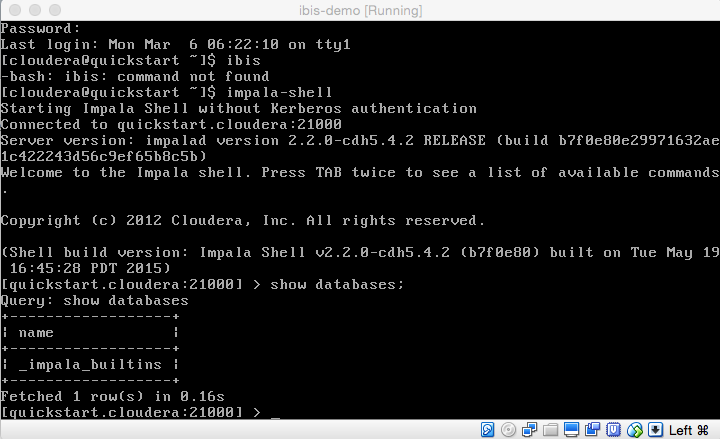 ibis-demo [Running]
Password:
Last login: Mon Mar  6 06:22:10 on tty1
[cloudera@quickstart ~]$ ibis
-bash: ibis: command not found
[cloudera@quickstart ~]$ impala-shell
Starting Impala Shell without Kerberos authentication
Connected to quickstart.cloudera:21000
Server version: impalad version 2.2.0-cdh5.4.2 RELEASE (build b7f0e80e29971632ae
1c422243d56c9ef65b8c5b)
Welcome to the Impala shell. Press TAB twice to see a list of available commands
.
Copyright (c) 2012 Cloudera, Inc. All rights reserved.
(Shell build version: Impala Shell v2.2.0-cdh5.4.2 (b7f0e80) built on Tue May 19
 16:45:28 PDT 2015)
[quickstart.cloudera:21000] > show databases;
Query: show databases
+------------------+
| name             |
+------------------+
| _impala_builtins |
+------------------+
Fetched 1 row(s) in 0.16s
[quickstart.cloudera:21000] > _
Left ⌘